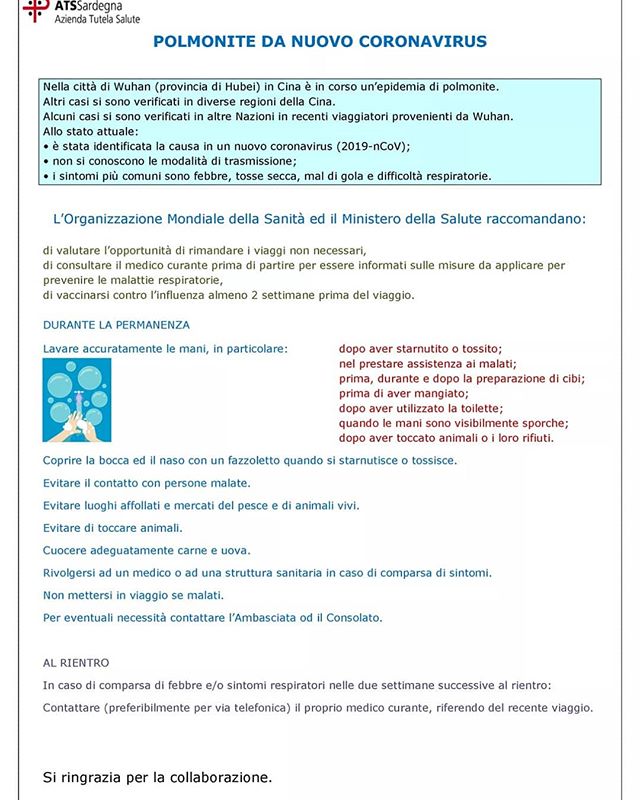 ATSSardegna
Azienda Tutela Salute
POLMONITE DA NUOVO CORONAVIRUS
Nella città di Wuhan (provincia di Hubei) in Cina è in corso un’epidemia di polmonite.
Altri casi si sono verificati in diverse regioni della Cina.
Alcuni casi si sono verificati in altre Nazioni in recenti viaggiatori provenienti da Wuhan.
Allo stato attuale:
• è stata identificata la causa in un nuovo coronavirus (2019-nCoV);
• non si conoscono le modalità di trasmissione;
• i sintomi più comuni sono febbre, tosse secca, mal di gola e difficoltà respiratorie.
L’Organizzazione Mondiale della Sanità ed il Ministero della Salute raccomandano:
di valutare l’opportunità di rimandare i viaggi non necessari,
di consultare il medico curante prima di partire per essere informati sulle misure da applicare per
prevenire le malattie respiratorie,
di vaccinarsi contro l’influenza almeno 2 settimane prima del viaggio.
DURANTE LA PERMANENZA
Lavare accuratamente le mani, in particolare:
dopo aver starnutito o tossito;
nel prestare assistenza ai malati;
prima, durante e dopo la preparazione di cibi;
prima di aver mangiato;
dopo aver utilizzato la toilette;
quando le mani sono visibilmente sporche;
dopo aver toccato animali o i loro rifiuti.
Coprire la bocca ed il naso con un fazzoletto quando si starnutisce o tossisce.
Evitare il contatto con persone malate.
Evitare luoghi affollati e mercati del pesce e di animali vivi.
Evitare di toccare animali.
Cuocere adeguatamente carne e uova.
Rivolgersi ad un medico o ad una struttura sanitaria in caso di comparsa di sintomi.
Non mettersi in viaggio se malati.
Per eventuali necessità contattare l’Ambasciata od il Consolato.
AL RIENTRO
In caso di comparsa di febbre e/o sintomi respiratori nelle due settimane successive al rientro:
Contattare (preferibilmente per via telefonica) il proprio medico curante, riferendo del recente viaggio.
Si ringrazia per la collaborazione.